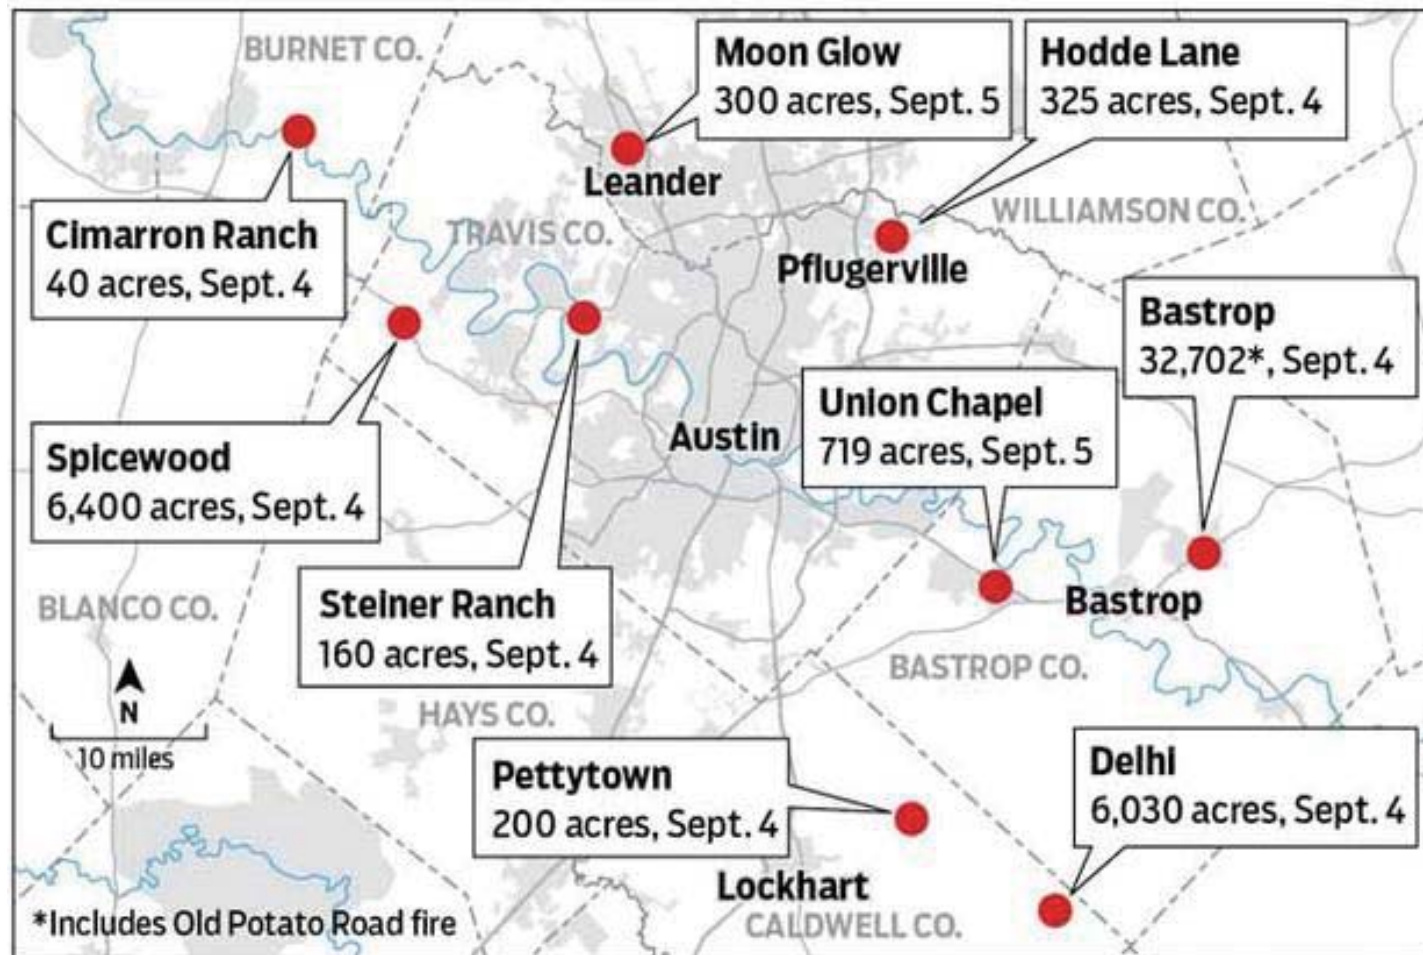 BURNET CO.
Moon Glow
300 acres, Sept. 5
Hodde Lane
325 acres, Sept. 4
Leander
Cimarron Ranch
40 acres, Sept. 4
TRAVIS CO.
WILLIAMSON CO.
Pflugerville
Bastrop
32,702*, Sept. 4
Union Chapel
719 acres, Sept. 5
Austin
Spicewood
6,400 acres, Sept. 4
Steiner Ranch
160 acres, Sept. 4
BLANCO CO.
Bastrop
BASTROP CO.
N
10 miles
HAYS CO.
Pettytown
200 acres, Sept. 4
Delhi
6,030 acres, Sept. 4
Lockhart
CALDWELL CO.
*Includes Old Potato Road fire